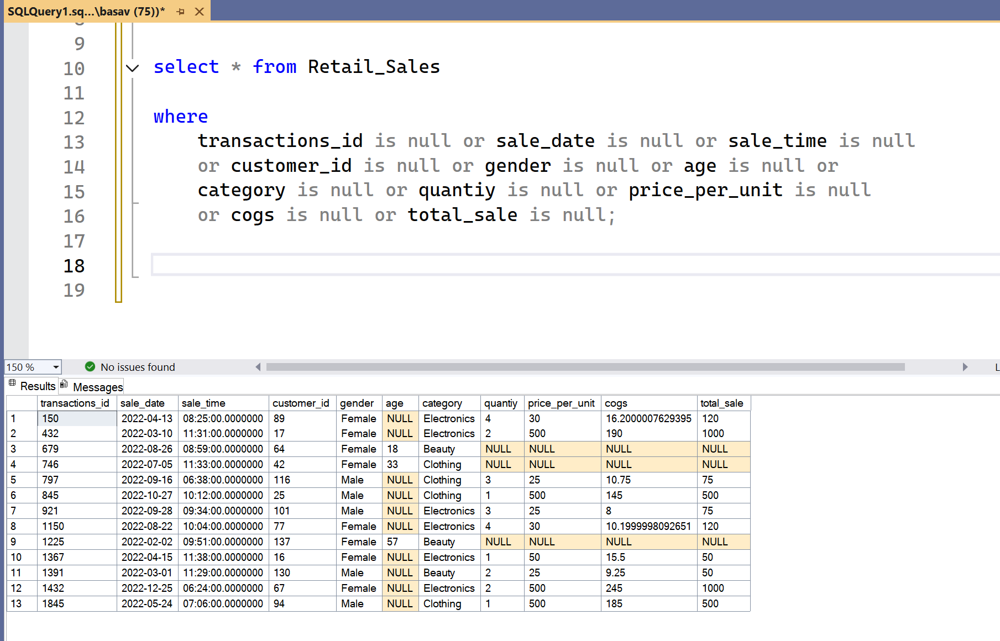 SQLQuery1.sq...\basav (75))*
9
10 select * from Retail_Sales
11
12 where
13 transactions_id is null or sale_date is null or sale_time is null
14 or customer_id is null or gender is null or age is null or
15 category is null or quantiy is null or price_per_unit is null
16 or cogs is null or total_sale is null;
17
18
19
150 % No issues found
Results Messages
transactions_id sale_date sale_time customer_id gender age category quantiy price_per_unit cogs total_sale
1 150 2022-04-13 08:25:00.0000000 89 Female NULL Electronics 4 30 16.2000007629395 120
2 432 2022-03-10 11:31:00.0000000 17 Female NULL Electronics 2 500 190 1000
3 679 2022-08-26 08:59:00.0000000 64 Female 18 Beauty NULL NULL NULL NULL
4 746 2022-07-05 11:33:00.0000000 42 Female 33 Clothing NULL NULL NULL NULL
5 797 2022-09-16 06:38:00.0000000 116 Male NULL Clothing 3 25 10.75 75
6 845 2022-10-27 10:12:00.0000000 25 Male NULL Clothing 1 500 145 500
7 921 2022-09-28 09:34:00.0000000 101 Male NULL Electronics 3 25 8 75
8 1150 2022-08-22 10:04:00.0000000 77 Female NULL Electronics 4 30 10.1999998092651 120
9 1225 2022-02-02 09:51:00.0000000 137 Female 57 Beauty NULL NULL NULL NULL
10 1367 2022-04-15 11:38:00.0000000 16 Female NULL Electronics 1 50 15.5 50
11 1391 2022-03-01 11:29:00.0000000 130 Male NULL Beauty 2 25 9.25 50
12 1432 2022-12-25 06:24:00.0000000 67 Female NULL Electronics 2 500 245 1000
13 1845 2022-05-24 07:06:00.0000000 94 Male NULL Clothing 1 500 185 500